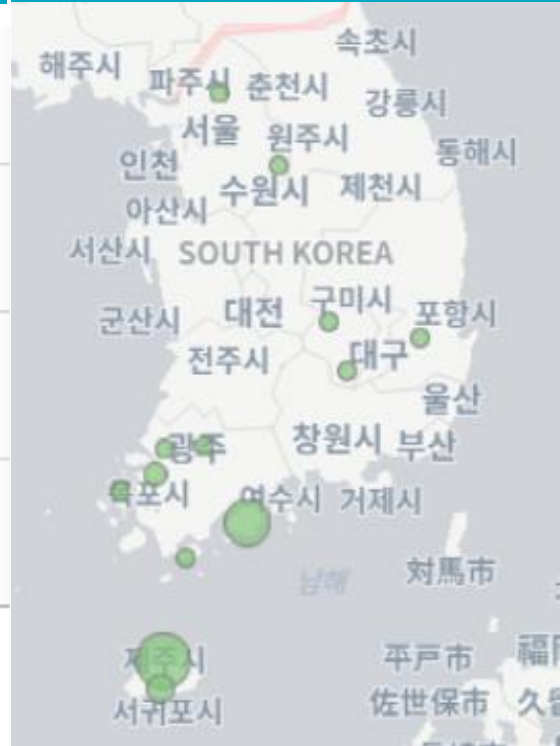 속초시
해주시
파주시
춘천시
강릉시
서울
원주시
동해시
인천
수원시
제천시
아산시
서산시
SOUTH KOREA
구미시
군산시
대전
포항시
대구
전주시
울산
광주
창원시
부산
목포시
여수시
거제시
남해
対馬市
제주시
平戸市
서귀포시
佐世保市